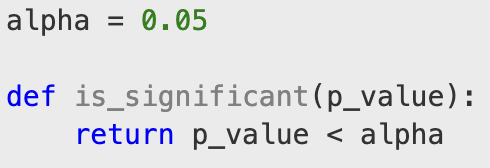 alpha = 0.05
def is_significant(p_value):
    return p_value < alpha